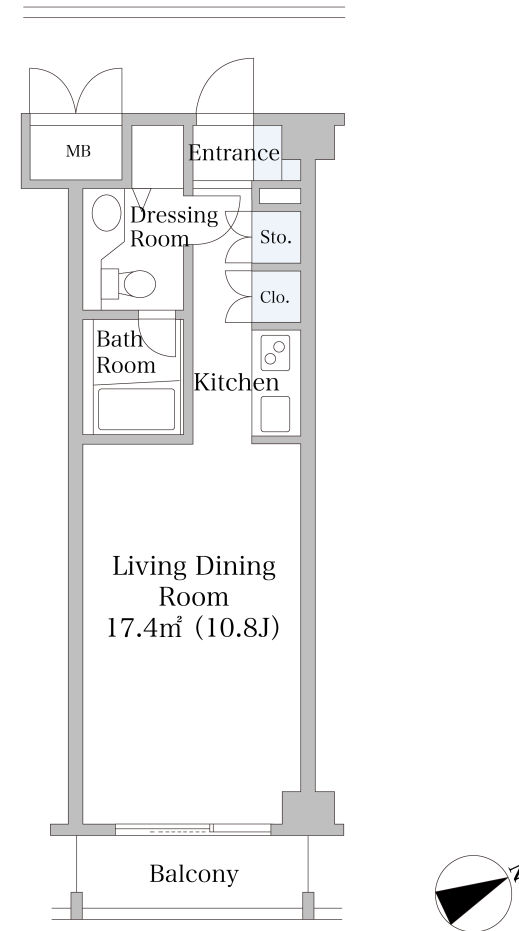 MB
Entrance
Dressing
Room
Sto.
Clo.
Bath
Room
Kitchen
Living Dining
Room
17.4㎡ (10.8J)
Balcony
N